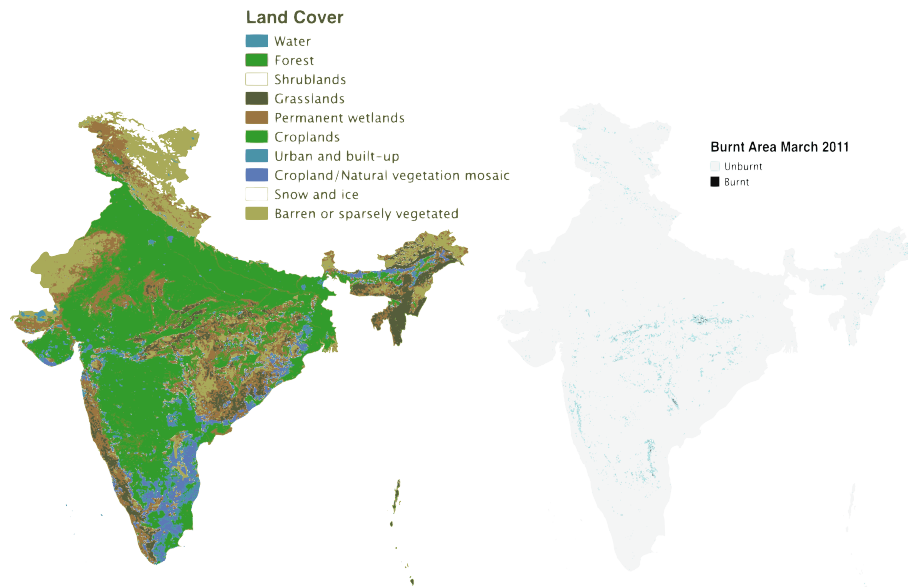 Land Cover
Water
Forest
Shrublands
Grasslands
Permanent wetlands
Croplands
Urban and built-up
Cropland/Natural vegetation mosaic
Snow and ice
Barren or sparsely vegetated
Burnt Area March 2011
Unburnt
Burnt